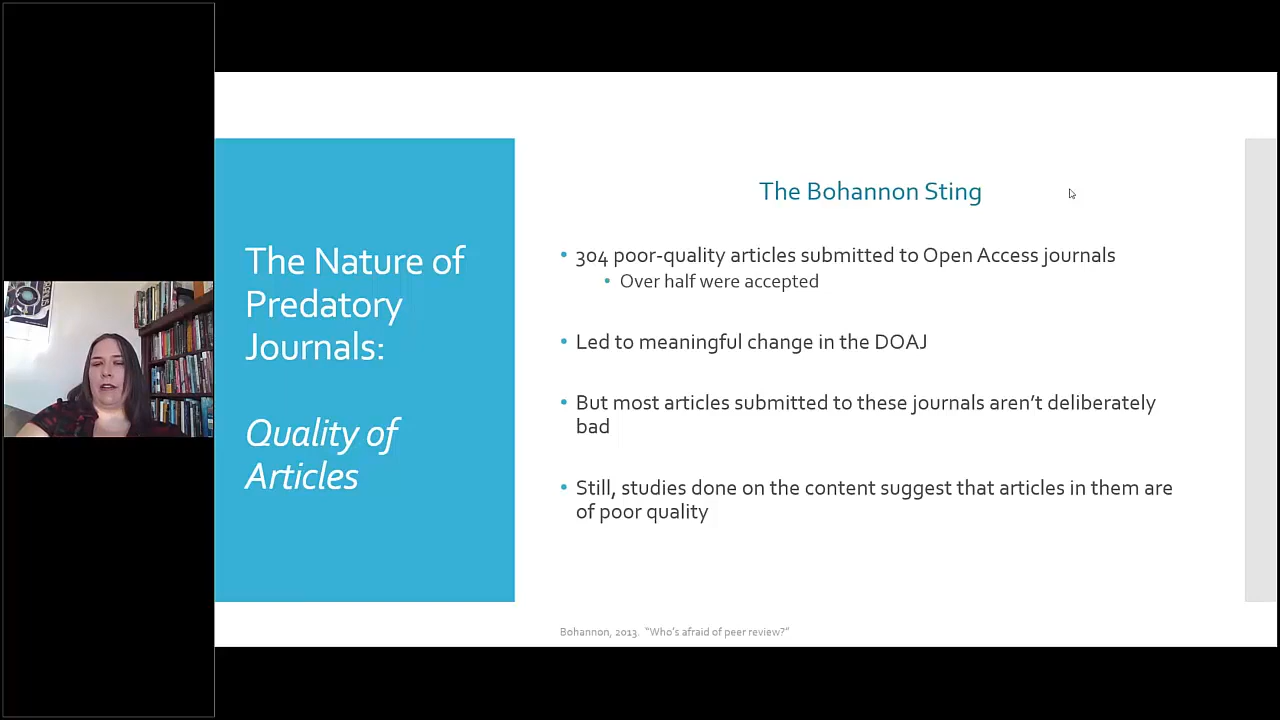 The Nature of
Predatory
Journals:
Quality of
Articles
The Bohannon Sting
• 304 poor-quality articles submitted to Open Access journals
• Over half were accepted
• Led to meaningful change in the DOAJ
• But most articles submitted to these journals aren't deliberately
bad
• Still, studies done on the content suggest that articles in them are
of poor quality
Bohannon, 2013. “Who's afraid of peer review?”